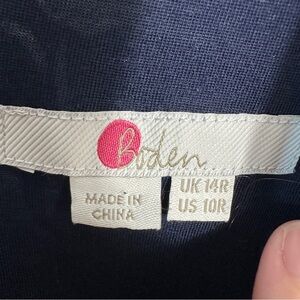 Boden
MADE IN
CHINA
UK 14R
US 10R